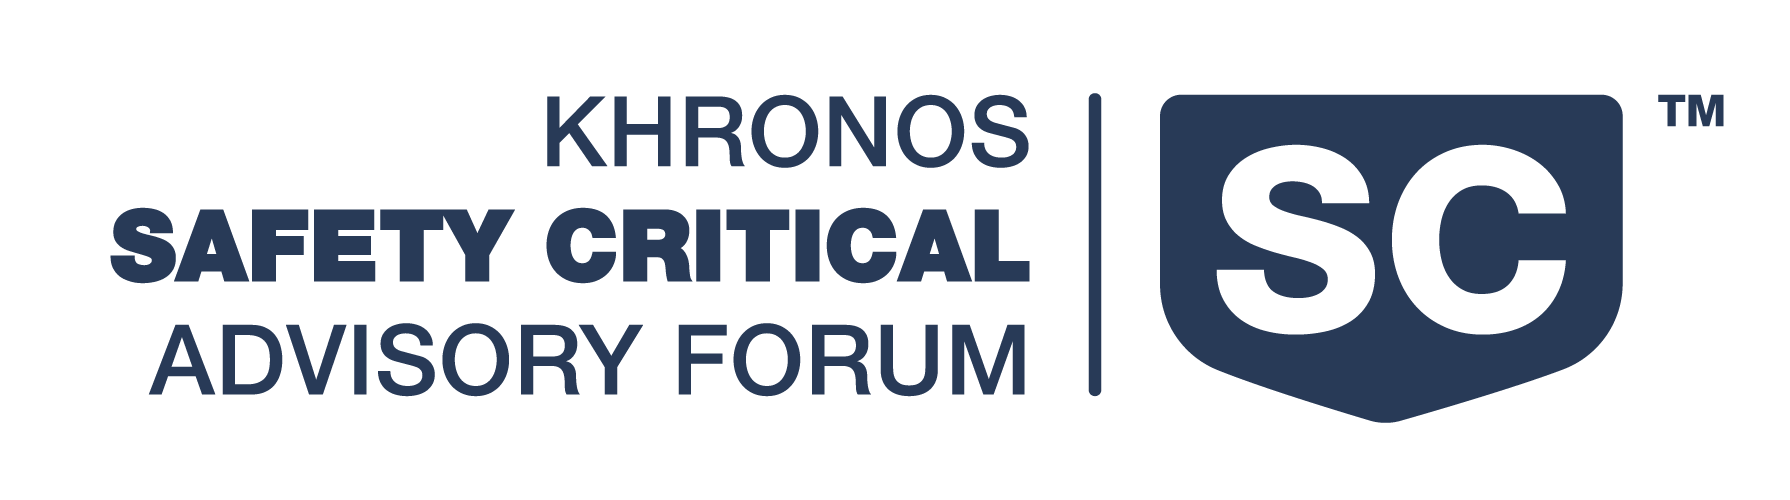 KHRONOS
SAFETY CRITICAL
ADVISORY FORUM
SC
TM